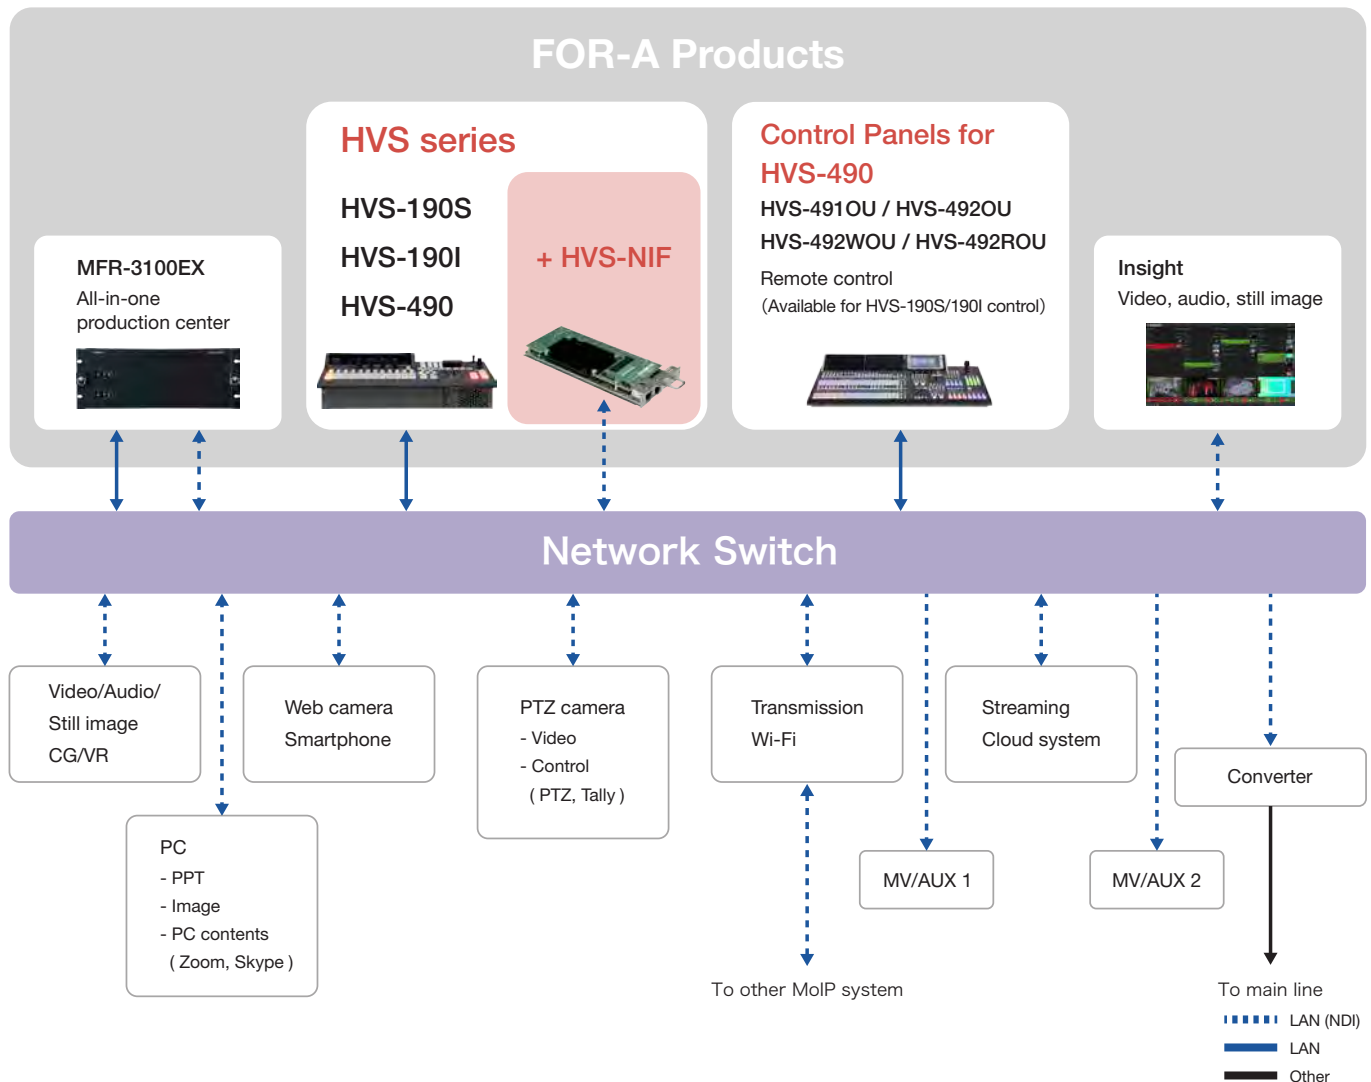 FOR-A Products
MFR-3100EX
All-in-one
production center
HVS series
HVS-190S
HVS-190I
HVS-490
+ HVS-NIF
Control Panels for
HVS-490
HVS-491OU / HVS-492OU
HVS-492WOU / HVS-492ROU
Remote control
(Available for HVS-190S/190I control)
Insight
Video, audio, still image
Network Switch
Video/Audio/
Still image
CG/VR
PC
- PPT
- Image
- PC contents
( Zoom, Skype )
Web camera
Smartphone
PTZ camera
- Video
- Control
( PTZ, Tally )
Transmission
Wi-Fi
To other MoIP system
MV/AUX 1
Streaming
Cloud system
MV/AUX 2
Converter
To main line
LAN (NDI)
LAN
Other